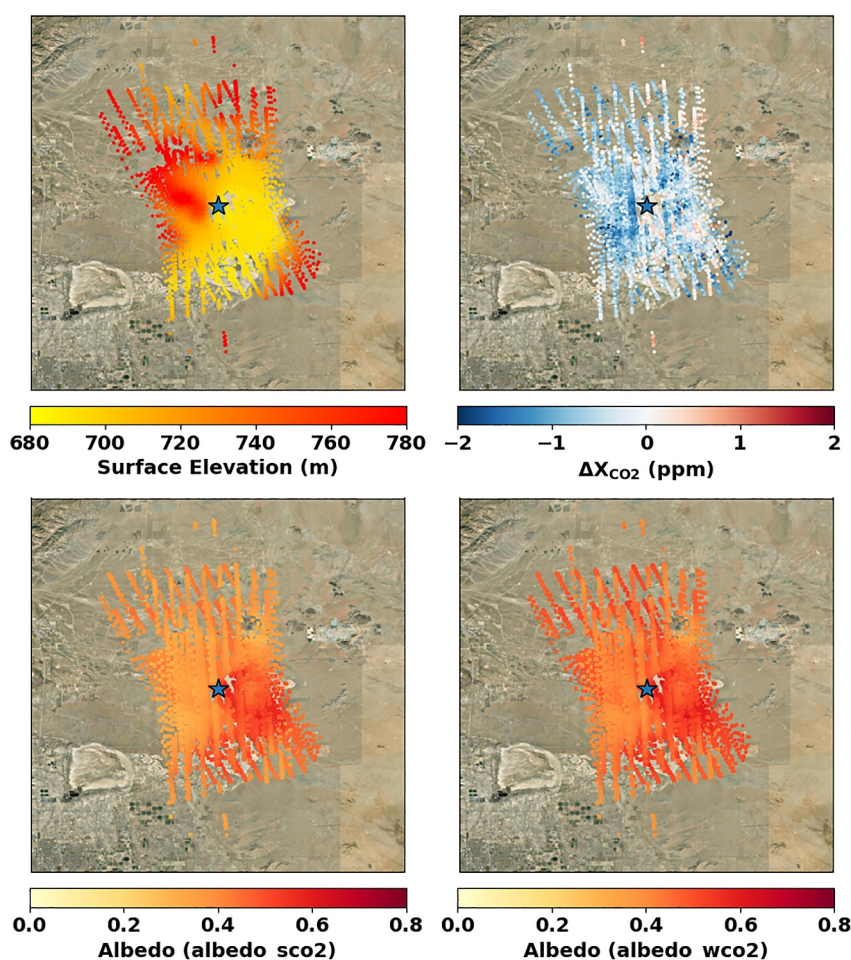 680 700 720 740 760 780
Surface Elevation (m)
−2 −1 0 1 2
ΔXCO2 (ppm)
0.0 0.2 0.4 0.6 0.8
Albedo (albedo sco2)
0.0 0.2 0.4 0.6 0.8
Albedo (albedo wco2)